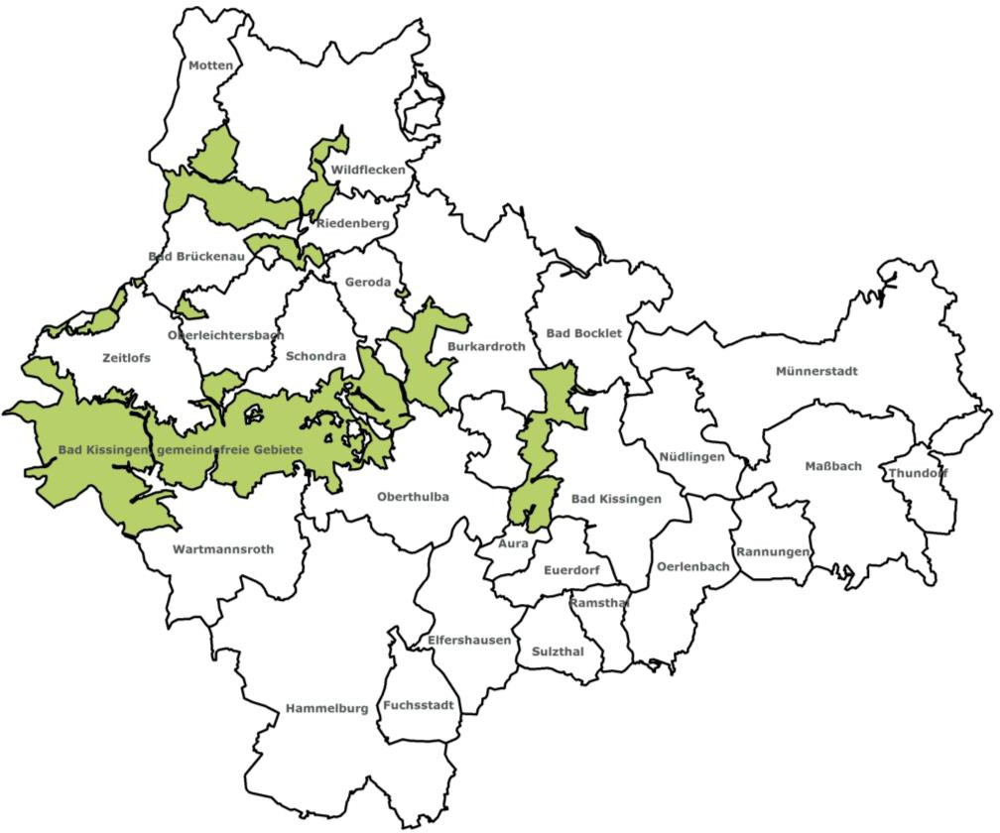 Motten
Wildflecken
Riedenberg
Bad Brückenau
Geroda
Oberleichtersbach
Bad Bocklet
Burkardroth
Zeitlofs
Schondra
Münnerstadt
Bad Kissingen, gemeindefreie Gebiete
Nüdlingen
Maßbach
Thundorf
Oberthulba
Bad Kissingen
Wartmannsroth
Aura
Rannungen
Euerdorf
Oerlenbach
Ramsthal
Elfershausen
Sulzthal
Hammelburg
Fuchsstadt